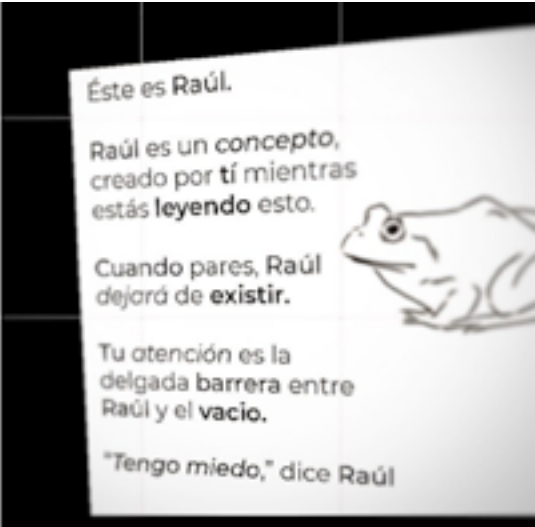 Éste es Raúl.
Raúl es un concepto,
creado por tí mientras
estás leyendo esto.
Cuando pares, Raúl
dejará de existir.
Tu atención es la
delgada barrera entre
Raúl y el vacio.
"Tengo miedo," dice Raúl